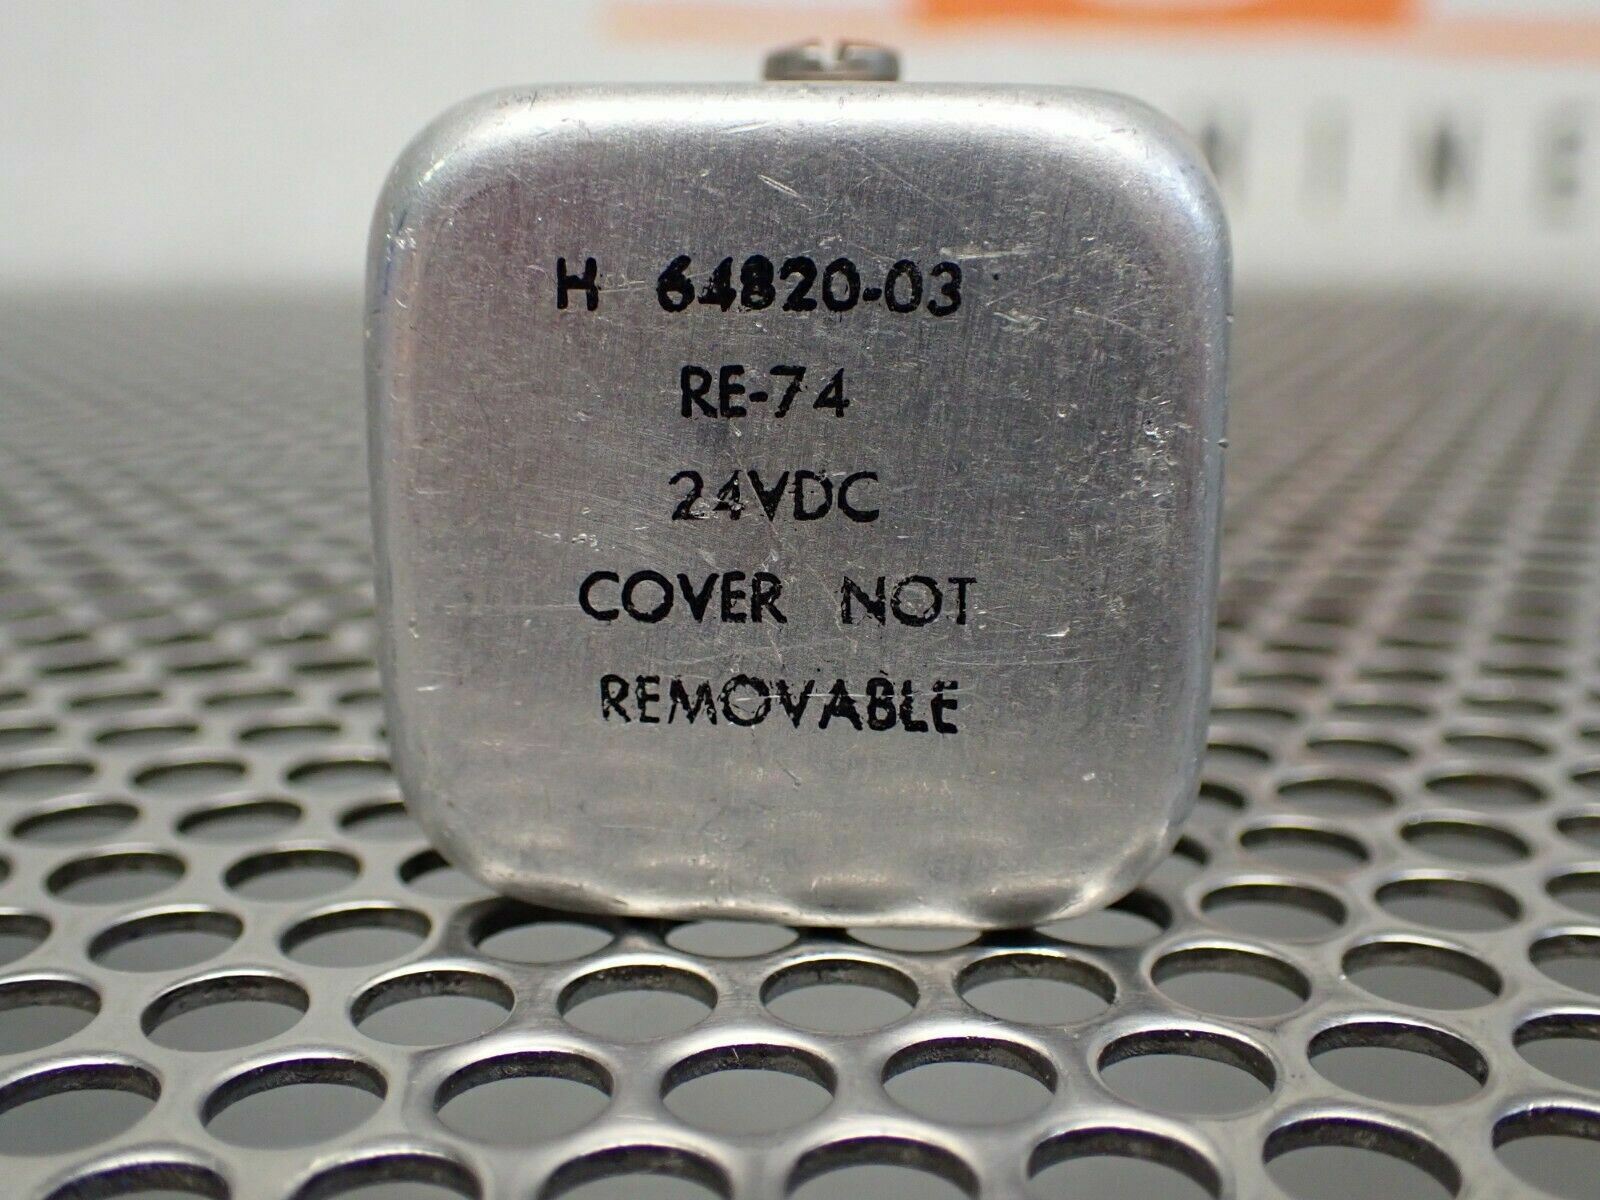 H 64820-03
RE-74
24VDC
COVER NOT
REMOVABLE